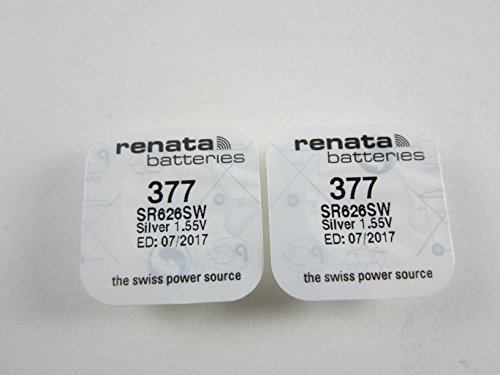 renata
batteries
377
SR626SW
Silver 1.55V
ED: 07/2017
the swiss power source
renata
batteries
377
SR626SW
Silver 1.55V
ED: 07/2017
the swiss power source